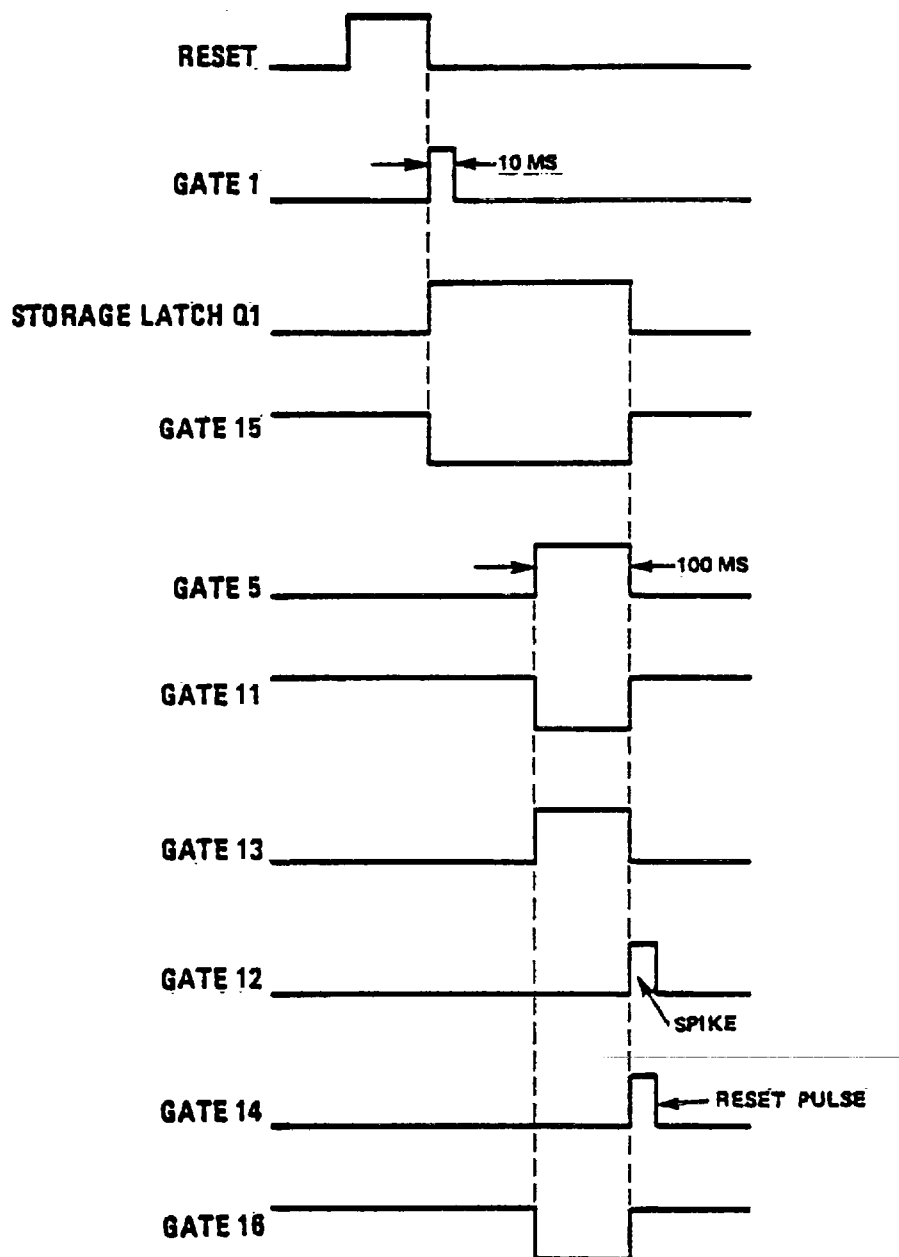 RESET
GATE 1
10 MS
STORAGE LATCH Q1
GATE 15
GATE 5
100 MS
GATE 11
GATE 13
GATE 12
SPIKE
GATE 14
RESET PULSE
GATE 16